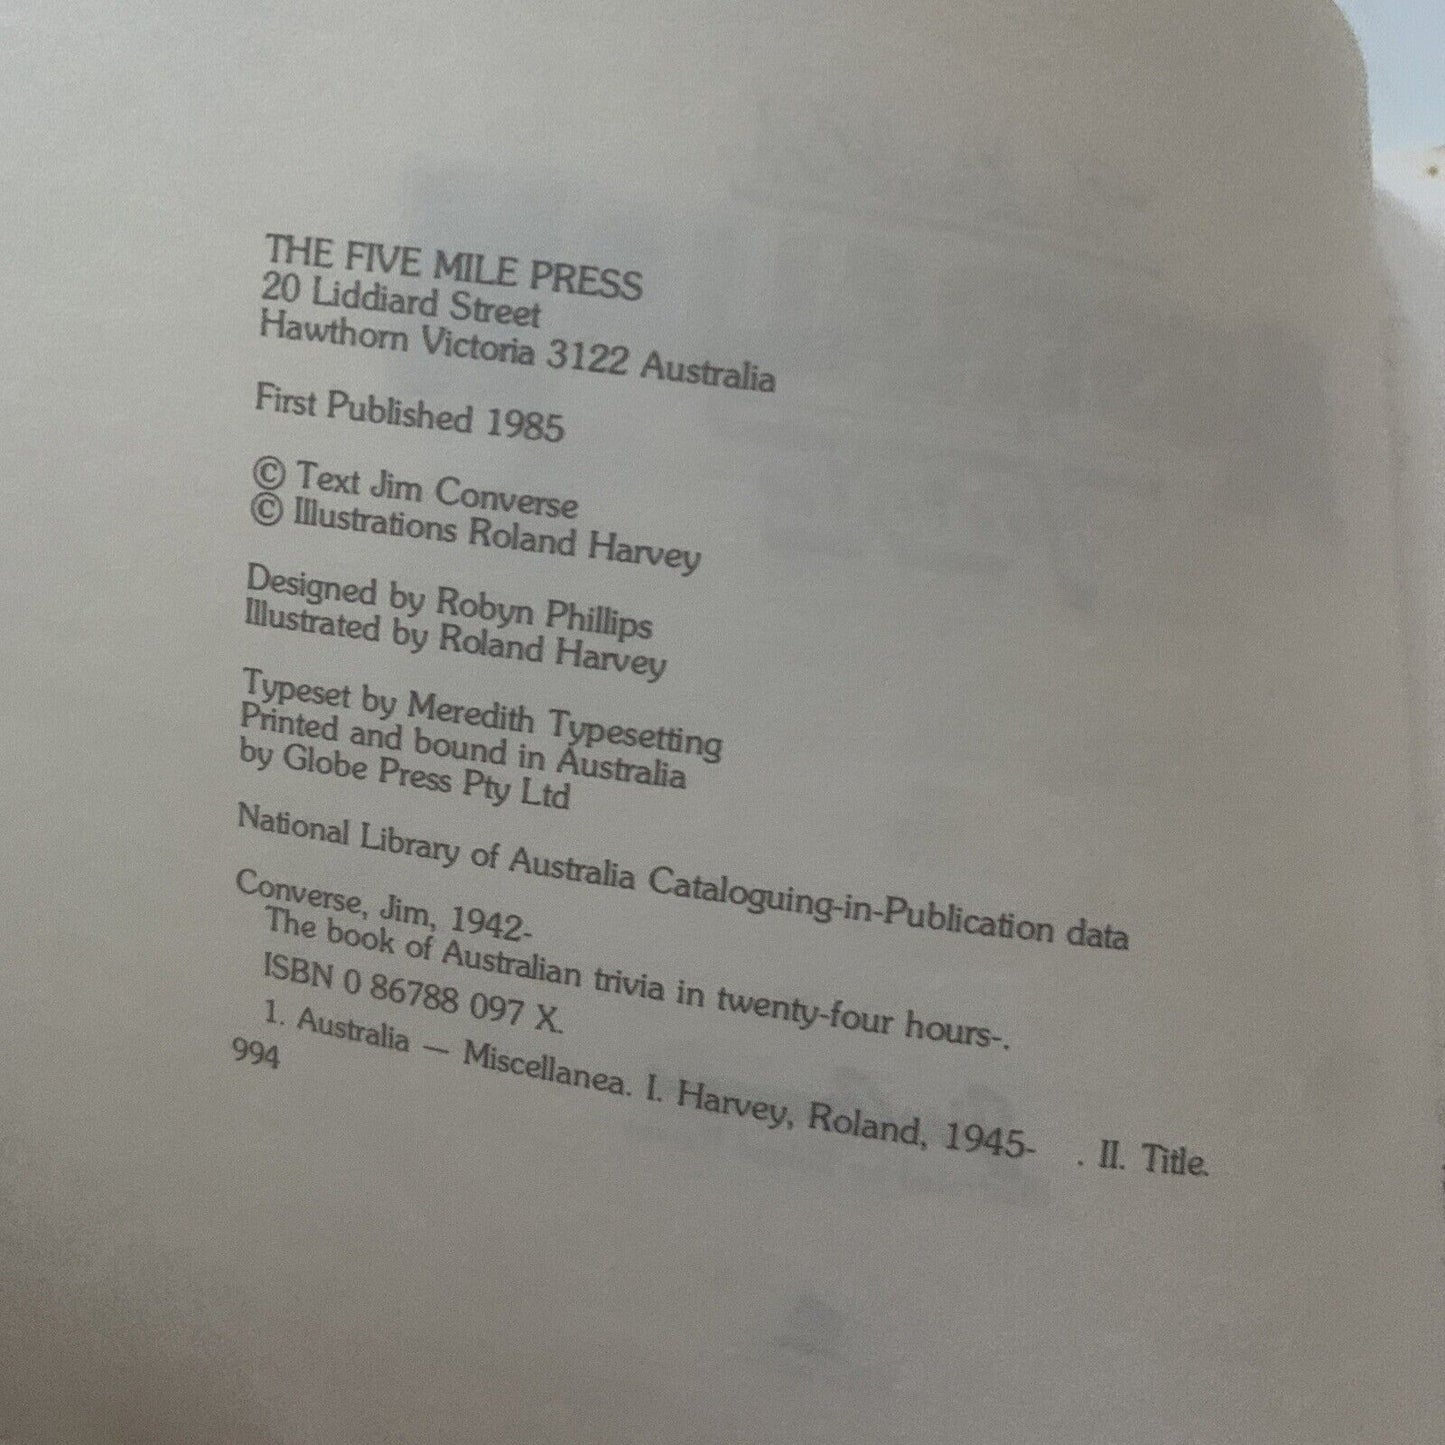 THE FIVE MILE PRESS
20 Liddiard Street
Hawthorn Victoria 3122 Australia
First Published 1985
© Text Jim Converse
© Illustrations Roland Harvey
Designed by Robyn Phillips
Illustrated by Roland Harvey
Typeset by Meredith Typesetting
Printed and bound in Australia
by Globe Press Pty Ltd
National Library of Australia Cataloguing-in-Publication data
Converse, Jim, 1942-
The book of Australian trivia in twenty-four hours-.
ISBN 0 86788 097 X.
1. Australia — Miscellanea. I. Harvey, Roland, 1945- . II. Title.
994